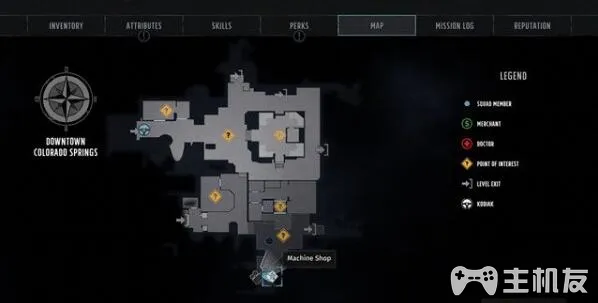 INVENTORY
ATTRIBUTES
SKILLS
PERKS
MAP
MISSION LOG
REPUTATION
DOWNTOWN
COLORADO SPRINGS
LEGEND
SQUAD MEMBER
MERCHANT
DOCTOR
POINT OF INTEREST
LEVEL EXIT
KODIAK
Machine Shop
主机友